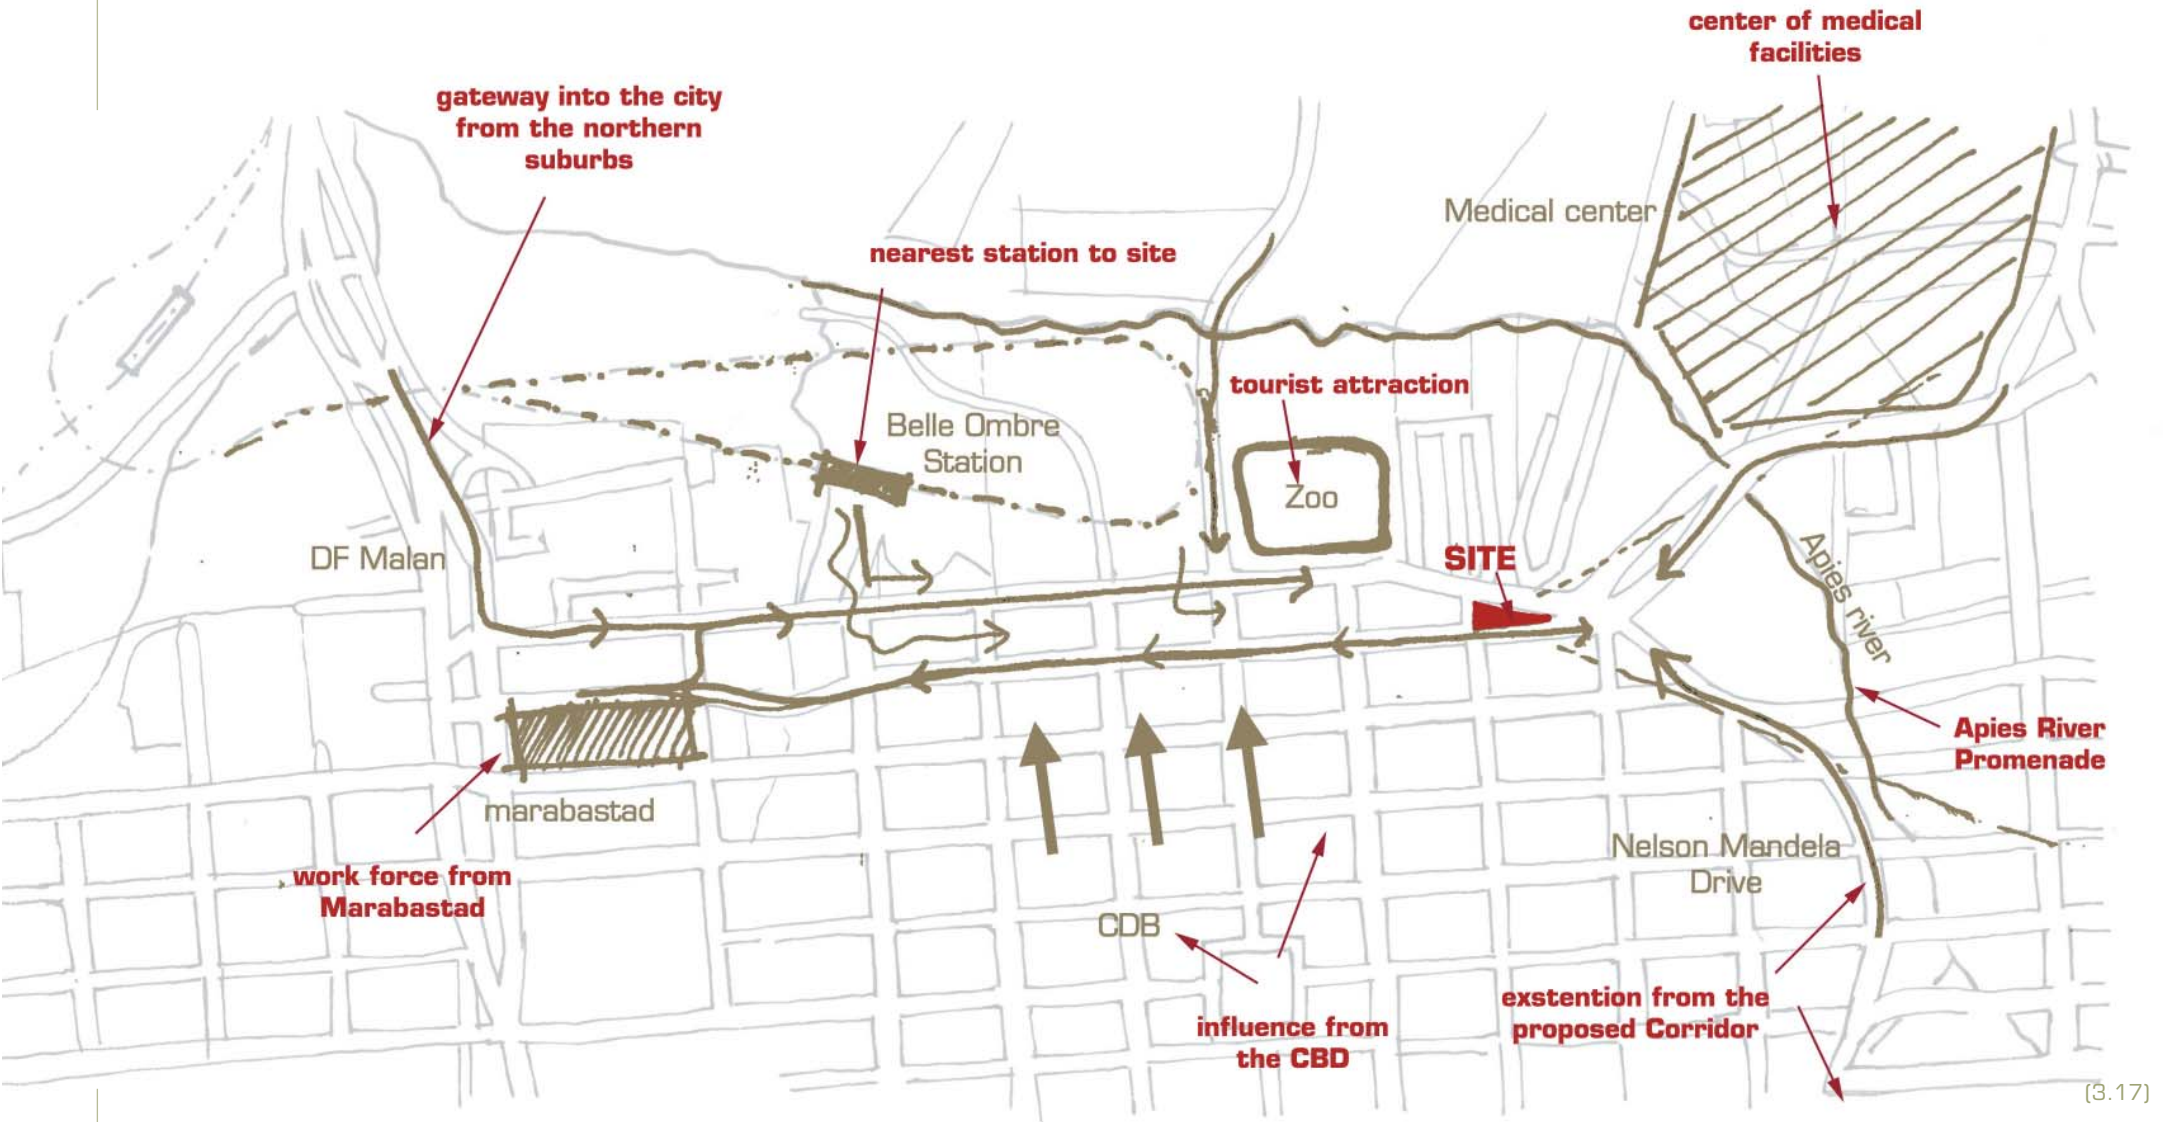 center of medical
facilities
gateway into the city
from the northern
suburbs
Medical center
nearest station to site
tourist attraction
Belle Ombre
Station
Zoo
DF Malan
SITE
Apies river
Apies River
Promenade
marabastad
Nelson Mandela
Drive
work force from
Marabastad
CDB
exstention from the
proposed Corridor
influence from
the CBD
(3.17)